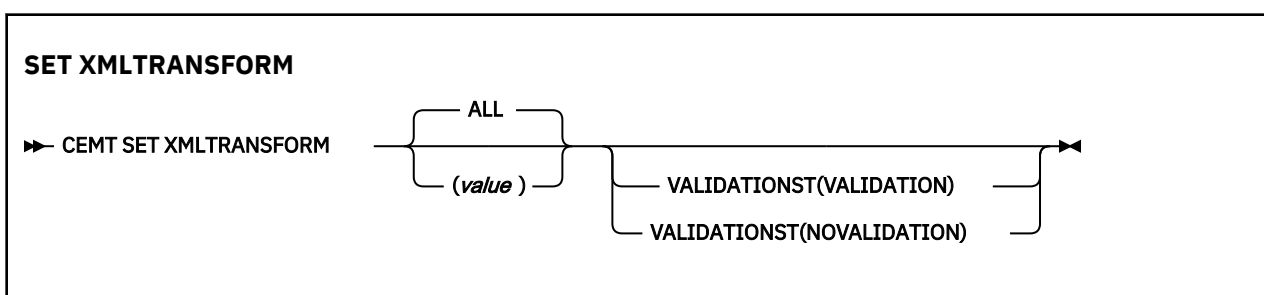 SET XMLTRANSFORM
ALL
CEMT SET XMLTRANSFORM
(value )
VALIDATIONST(VALIDATION)
VALIDATIONST(NOVALIDATION)